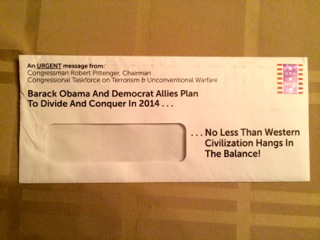 An URGENT message from:
Congressman Robert Pittenger, Chairman
Congressional Taskforce on Terrorism & Unconventional Warfare
Barack Obama And Democrat Allies Plan
To Divide And Conquer In 2014 . . .
. . . No Less Than Western
Civilization Hangs In
The Balance!